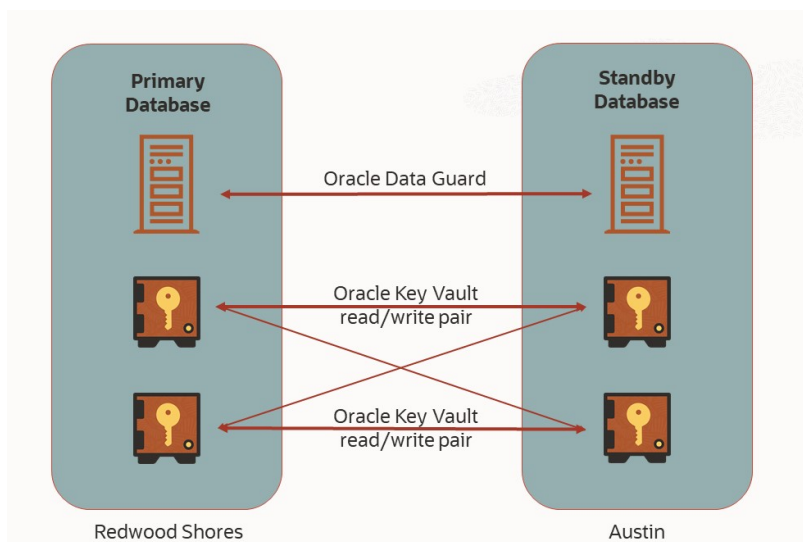 Primary
Database
Standby
Database
Oracle Data Guard
Oracle Key Vault
read/write pair
Oracle Key Vault
read/write pair
Redwood Shores
Austin